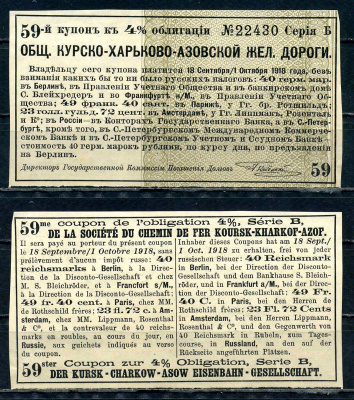 59-й купонъ къ 4% облигаціи №22430 Серія Б
ОБЩ. КУРСКО-ХАРЬКОВО-АЗОВСКОЙ ЖЕЛ. ДОРОГИ.
Владѣльцу сего купона платится 18 Сентября/1 Октября 1918 года, безъ
вниманія какихъ бы то ни было русскихъ налоговъ: 40 герм. мар.
въ Берлинѣ, въ Правленіи Учетнаго Общества и въ банкирскомъ домѣ
С. Блейхредеръ и во Франкфуртѣ н/М., въ Правленіи Учетнаго Об-
щества; 49 франк. 40 сант. въ Парижѣ, у Гг. бр. Ротшильдъ
23 голл. гульд. 72 цент. въ Амстердамѣ, у Гг. Липманъ, Розенталь
и Кº; въ Россіи — въ Конторахъ Государственнаго Банка, а въ С.-Петер-
бургѣ, кромѣ того, въ С.-Петербургскомъ Международномъ Коммерче-
скомъ Банкѣ и въ С.-Петербургскомъ Учетномъ и Ссудномъ Банкѣ —
стоимость 40 герм. марокъ рублями, по курсу дня, по предъявленіи
на Берлинъ.
Директоръ Государственной Коммиссіи Погашенія Долговъ
59
59me coupon de l'obligation 4%, Série B,
DE LA SOCIÉTÉ DU CHEMIN DE FER KOURSK-KHARKOF-AZOF.
Il sera payé au porteur du présent coupon
le 18 Septembre/1 Octobre 1918, franc de tout
prélèvement d'impôt russe: 40
reichsmarks à Berlin, à la Direc-
tion de la Disconto-Gesellschaft et chez
M. S. Bleichröder, et à Francfort s/M.,
à la Direction de la Disconto-Gesellschaft;
49 fr. 40 cent. à Paris, chez MM.
de Rothschild frères; 23 fl. 72 c. à Am-
sterdam, chez MM. Lippmann, Rosenthal
& Cº, et la contrevaleur de 40 reichs-
marks en roubles, au cours du jour, en
Russie, aux guichets indiqués au verso
du coupon.
Inhaber dieses Coupons hat am 18 Sept./
1 Oct. 1918 zu erhalten, frei von jeder
russischen Steuer: 40 Reichsmark
in Berlin, bei der Direction der Disconto-
Gesellschaft und dem Bankhause S. Bleich-
röder, und in Frankfurt a/M., bei der Direc-
tion der Disconto-Gesellschaft; 49 Fr.
40 C. in Paris, bei den Herren de
Rothschild frères; 23 Fl. 72 Cents
in Amsterdam, bei den Herren Lippmann,
Rosenthal & Cº, und den Gegenwerth von
40 Reichsmark in Rubeln, zum Tages-
course, in Russland, an den auf der
Rückseite angeführten Plätzen.
59ster Coupon zur 4% Obligation, Serie B,
DER KURSK-CHARKOW-ASOW EISENBAHN-GESELLSCHAFT.